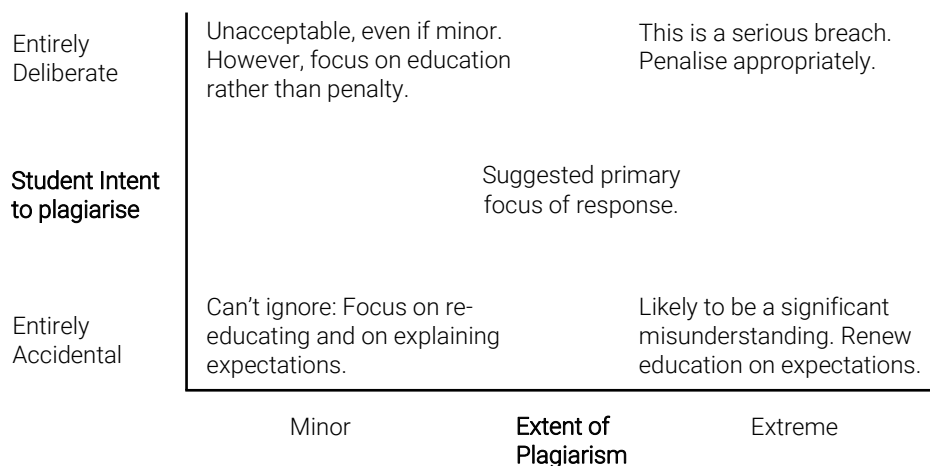 Entirely
Deliberate
Unacceptable, even if minor.
However, focus on education
rather than penalty.
This is a serious breach.
Penalise appropriately.
Student Intent
to plagiarise
Suggested primary
focus of response.
Entirely
Accidental
Can’t ignore: Focus on re-
educating and on explaining
expectations.
Likely to be a significant
misunderstanding. Renew
education on expectations.
Minor
Extent of
Plagiarism
Extreme